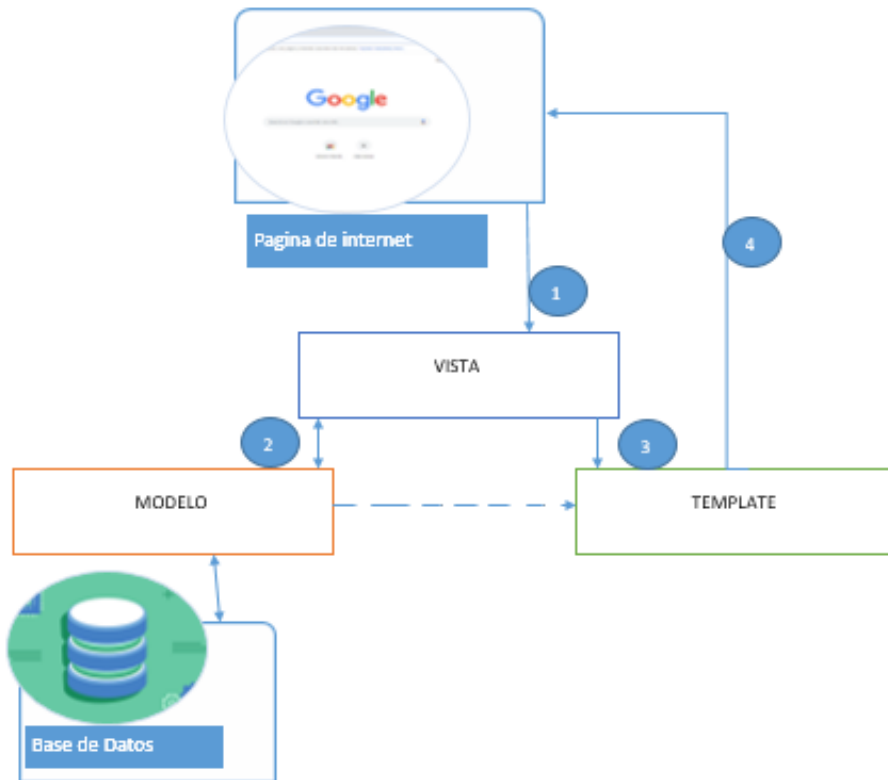 Google
Pagina de internet
1
4
VISTA
2
3
MODELO
TEMPLATE
Base de Datos